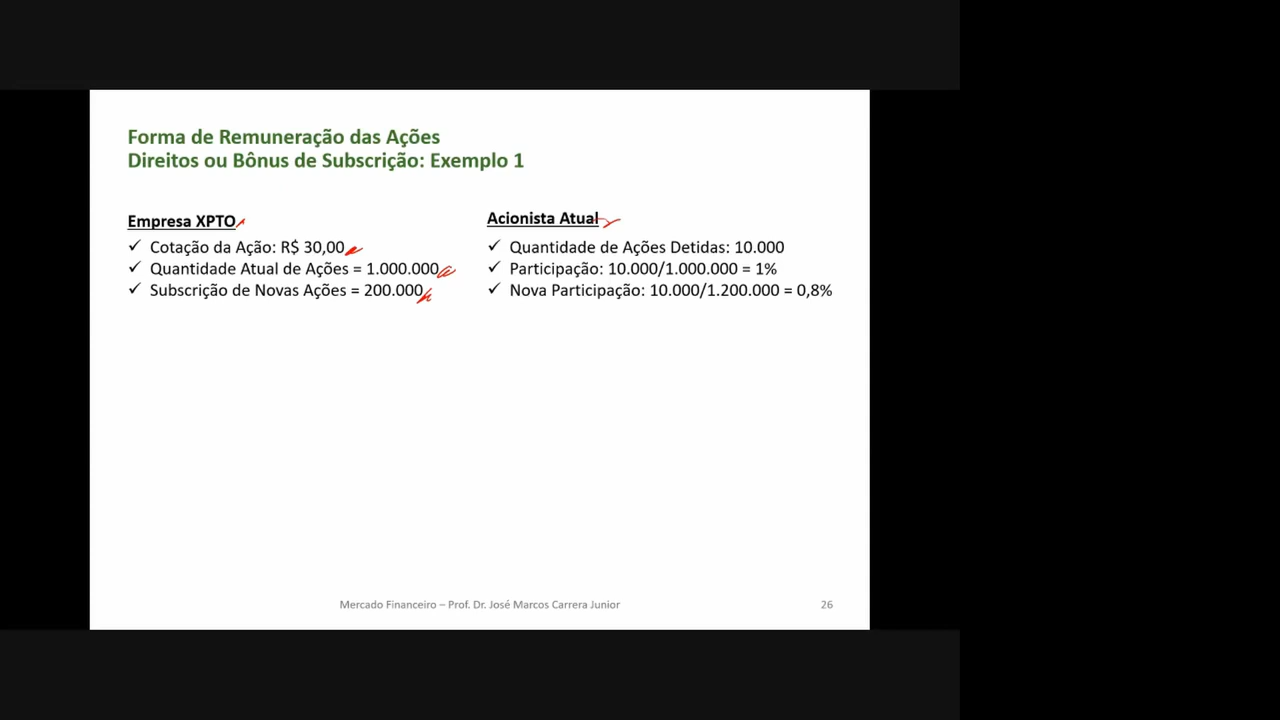 Forma de Remuneração das Ações
Direitos ou Bônus de Subscrição: Exemplo 1
Empresa XPTO
✓ Cotação da Ação: R$ 30,00
✓ Quantidade Atual de Ações = 1.000.000
✓ Subscrição de Novas Ações = 200.000
Acionista Atual
✓ Quantidade de Ações Detidas: 10.000
✓ Participação: 10.000/1.000.000 = 1%
✓ Nova Participação: 10.000/1.200.000 = 0,8%
Mercado Financeiro – Prof. Dr. José Marcos Carrera Junior
26